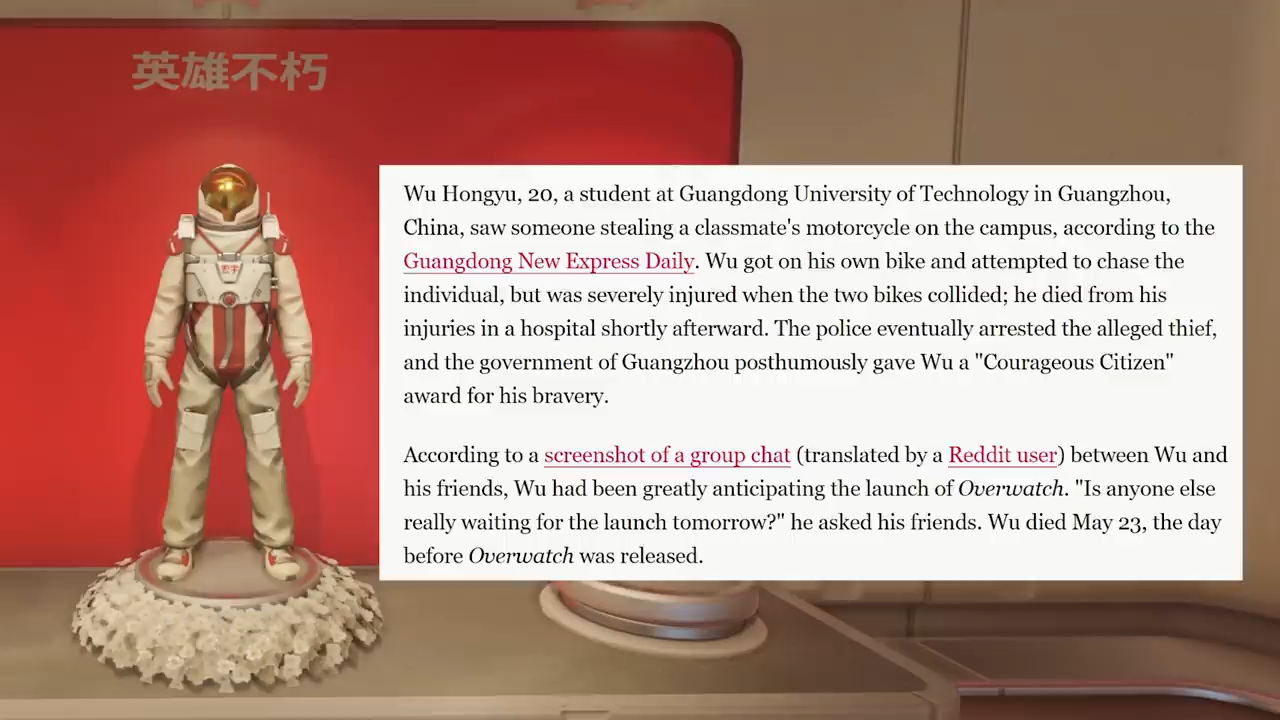 英雄不朽
宏宇
Wu Hongyu, 20, a student at Guangdong University of Technology in Guangzhou,
China, saw someone stealing a classmate's motorcycle on the campus, according to the
Guangdong New Express Daily. Wu got on his own bike and attempted to chase the
individual, but was severely injured when the two bikes collided; he died from his
injuries in a hospital shortly afterward. The police eventually arrested the alleged thief,
and the government of Guangzhou posthumously gave Wu a "Courageous Citizen"
award for his bravery.
According to a screenshot of a group chat (translated by a Reddit user) between Wu and
his friends, Wu had been greatly anticipating the launch of Overwatch. "Is anyone else
really waiting for the launch tomorrow?" he asked his friends. Wu died May 23, the day
before Overwatch was released.